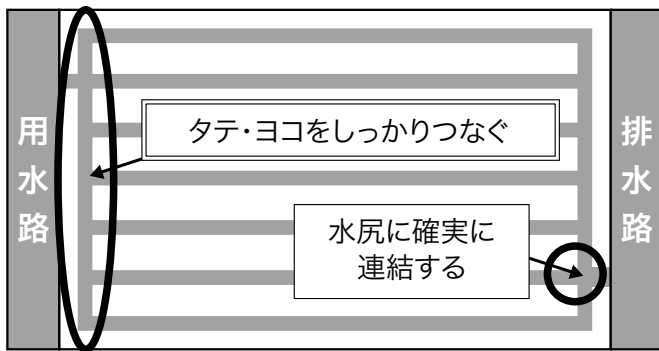 用水路
タテ・ヨコをしっかりつなぐ
水尻に確実に
連結する
排水路